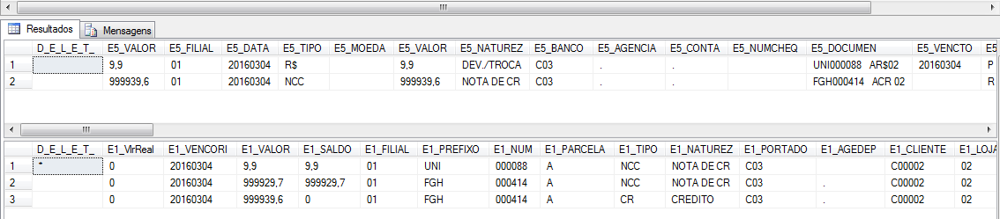 Resultados Mensagens
D_E_L_E_T_ E5_VALOR E5_FILIAL E5_DATA E5_TIPO E5_MOEDA E5_VALOR E5_NATUREZ E5_BANCO E5_AGENCIA E5_CONTA E5_NUMCHEQ E5_DOCUMEN E5_VENCTO E5
1 9,9 01 20160304 R$ 9,9 DEV./TROCA C03 . . UNI000088 AR$02 20160304 P
2 999939,6 01 20160304 NCC 999939,6 NOTA DE CR C03 . . FGH000414 ACR 02 R
D_E_L_E_T_ E1_VlrReal E1_VENCORI E1_VALOR E1_SALDO E1_FILIAL E1_PREFIXO E1_NUM E1_PARCELA E1_TIPO E1_NATUREZ E1_PORTADO E1_AGEDEP E1_CLIENTE E1_LOJA
1 * 0 20160304 9,9 9,9 01 UNI 000088 A NCC NOTA DE CR C03 C00002 02
2 0 20160304 999929,7 999929,7 01 FGH 000414 A NCC NOTA DE CR C03 . C00002 02
3 0 20160304 999939,6 0 01 FGH 000414 A CR CREDITO C03 . C00002 02